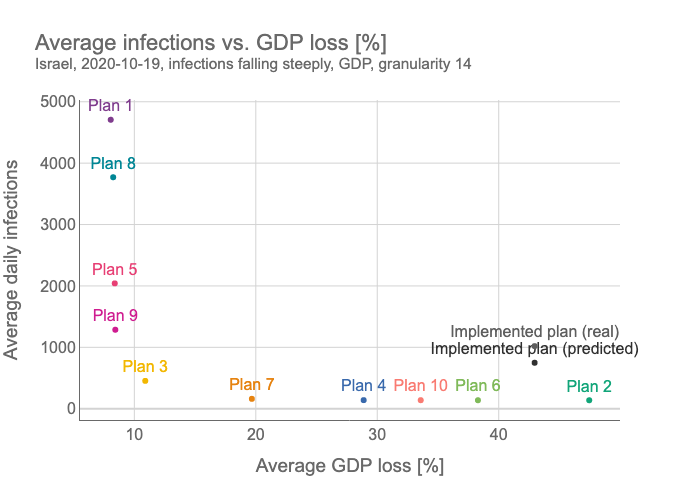 Average infections vs. GDP loss [%]
Israel, 2020-10-19, infections falling steeply, GDP, granularity 14
5000
Plan 1
4000
Plan 8
3000
Plan 5
2000
Plan 9
Implemented plan (real)
1000
Implemented plan (predicted)
Plan 3
Plan 7
Plan 4
Plan 10
Plan 6
Plan 2
0
10
20
30
40
Average GDP loss [%]
Average daily infections